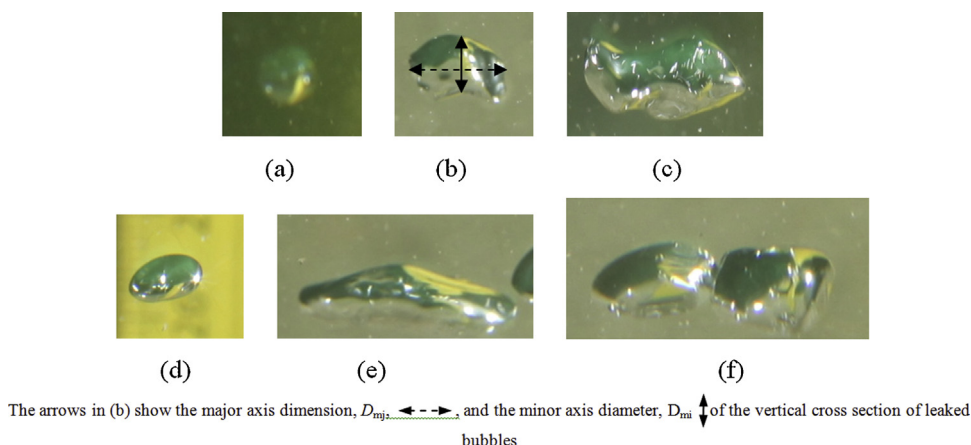 (a) (b) (c)
(d) (e) (f)
The arrows in (b) show the major axis dimension, Dmj, , and the minor axis diameter, Dmi of the vertical cross section of leaked
bubbles